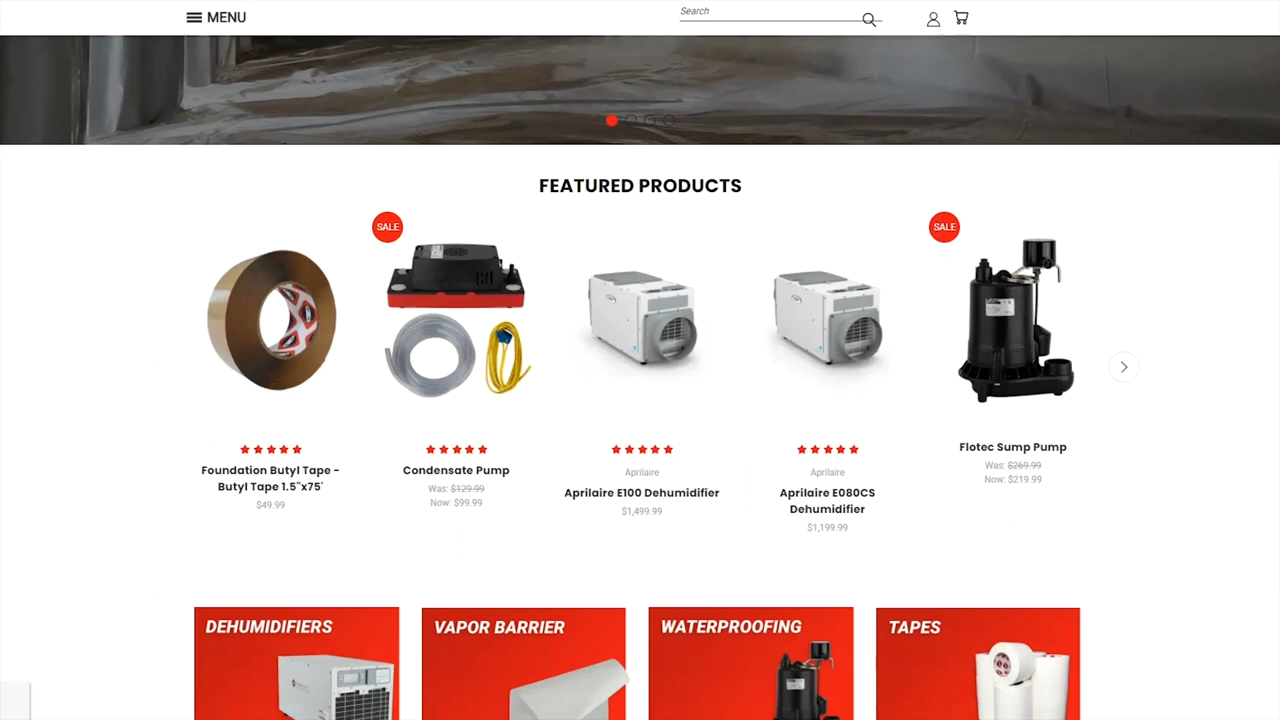 MENU
Search
FEATURED PRODUCTS
SALE
SALE
Foundation Butyl Tape -
Butyl Tape 1.5"x75'
$49.99
Condensate Pump
Was: $129.99
Now: $99.99
Aprilaire
Aprilaire E100 Dehumidifier
$1,499.99
Aprilaire
Aprilaire E080CS
Dehumidifier
$1,199.99
Flotec Sump Pump
Was: $269.99
Now: $219.99
DEHUMIDIFIERS
VAPOR BARRIER
WATERPROOFING
TAPES